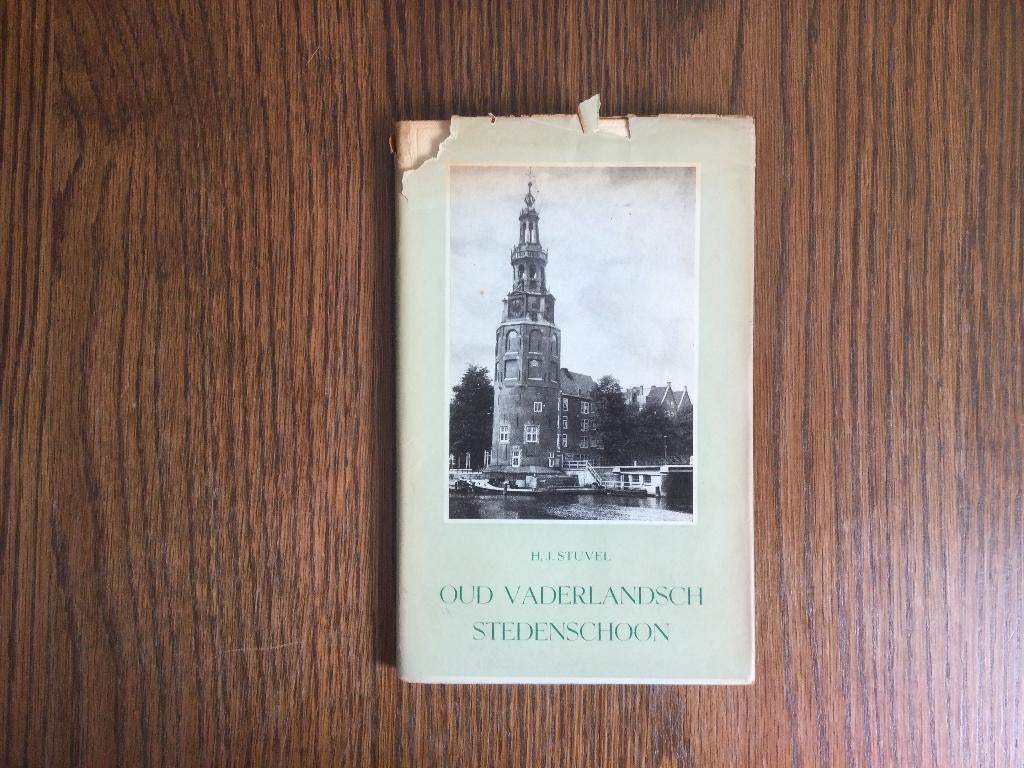 H. J. STUVEL
OUD VADERLANDSCH
STEDENSCHOON